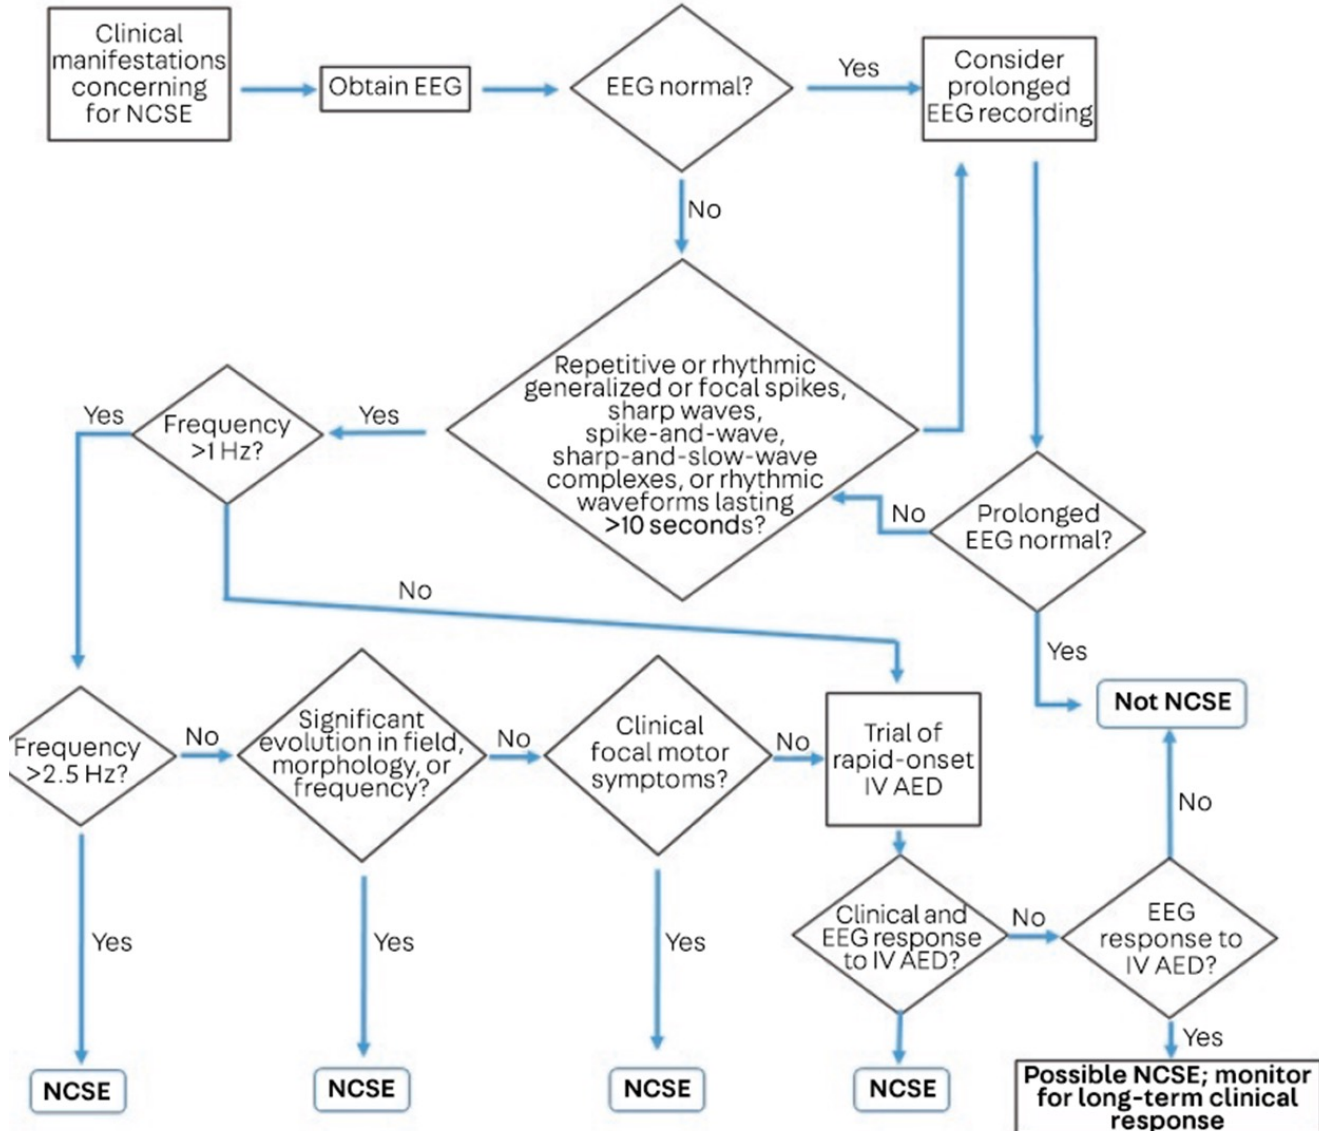 Clinical
manifestations
concerning
for NCSE
Obtain EEG
EEG normal?
Yes
Consider
prolonged
EEG recording
No
Repetitive or rhythmic
generalized or focal spikes,
sharp waves,
spike-and-wave,
sharp-and-slow-wave
complexes, or rhythmic
waveforms lasting
>10 seconds?
Yes
Frequency
>1 Hz?
Yes
No
Prolonged
EEG normal?
No
Yes
Not NCSE
Frequency
>2.5 Hz?
No
Significant
evolution in field,
morphology, or
frequency?
No
Clinical
focal motor
symptoms?
No
Trial of
rapid-onset
IV AED
No
Clinical and
EEG response
to IV AED?
No
EEG
response to
IV AED?
Yes
Yes
Yes
Yes
NCSE
NCSE
NCSE
NCSE
Possible NCSE; monitor
for long-term clinical
response